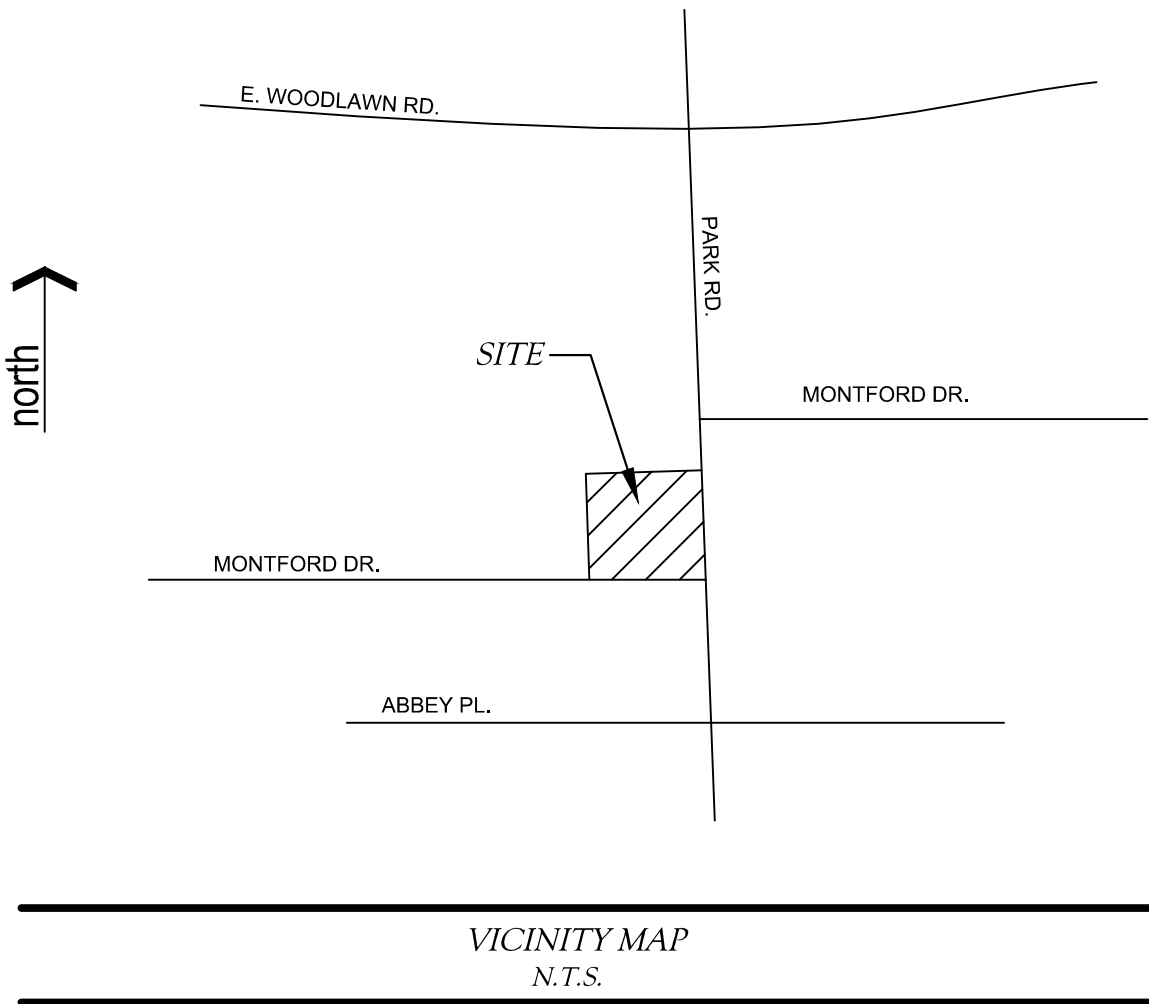 E. WOODLAWN RD.
PARK RD.
north
SITE
MONTFORD DR.
MONTFORD DR.
ABBEY PL.
VICINITY MAP
N.T.S.